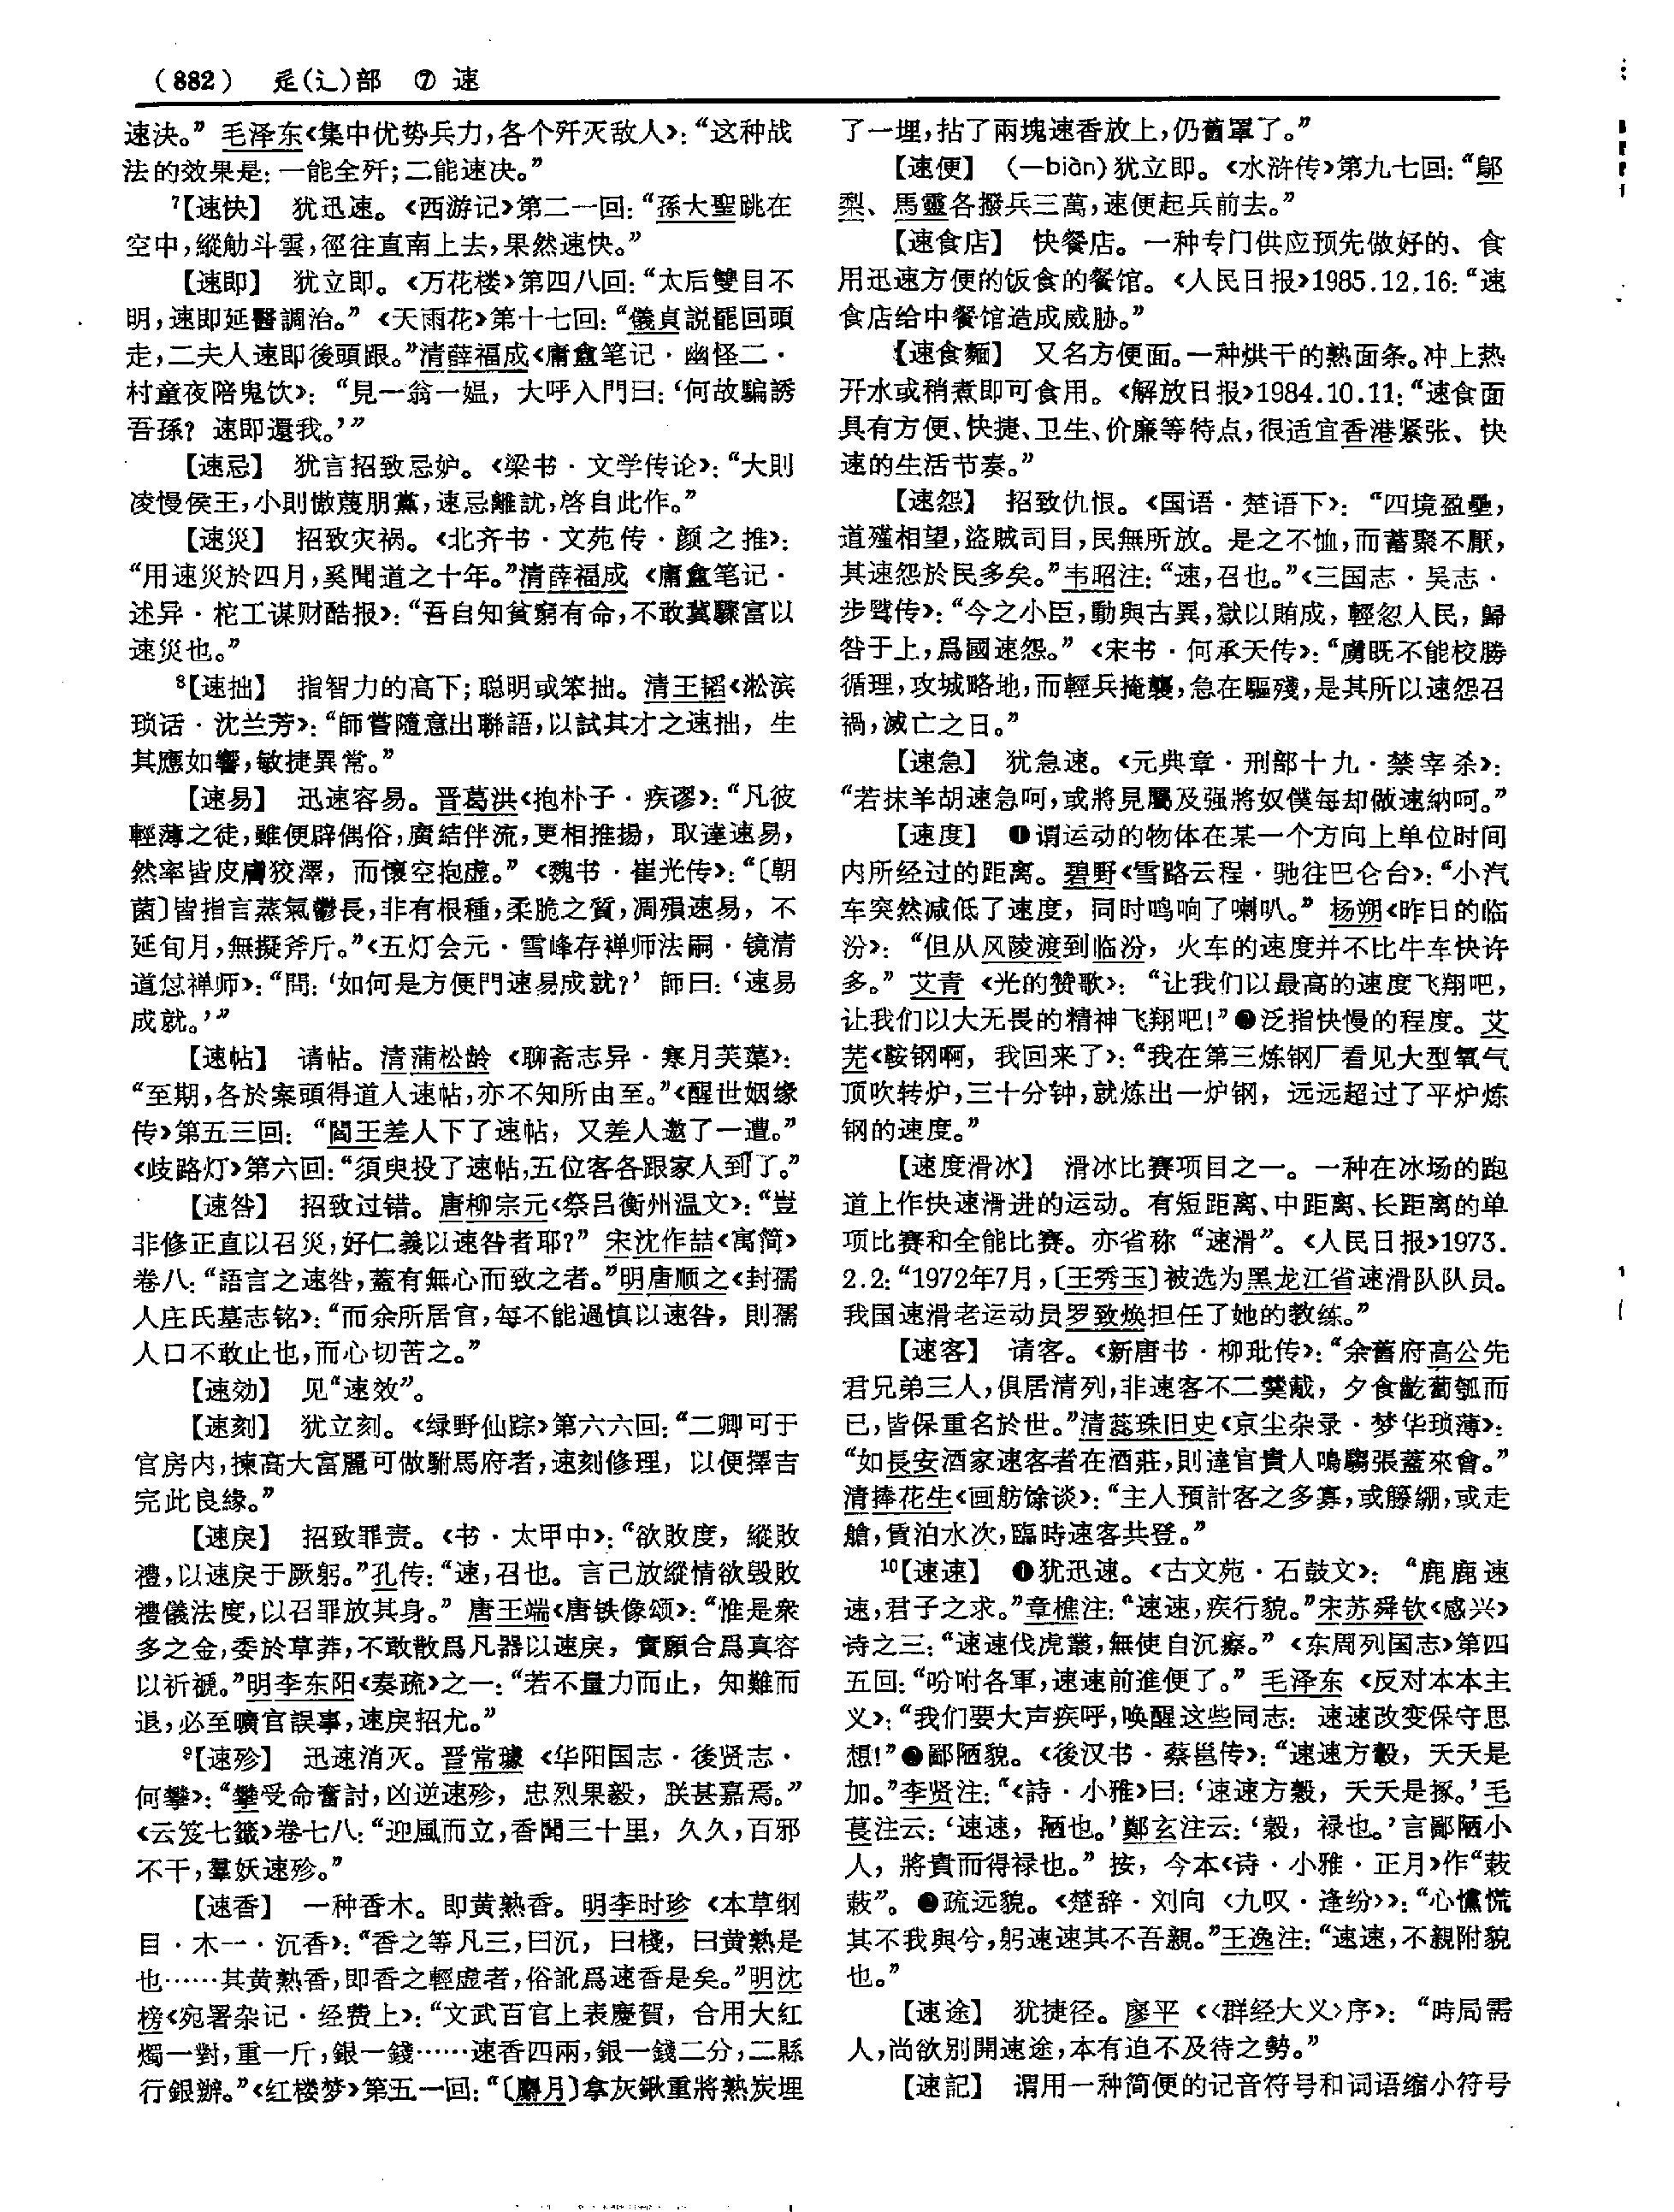 （882） 辵(辶)部 ⑦ 速
速决。”毛泽东《集中优势兵力，各个歼灭敌人》：“这种战
法的效果是：一能全歼；二能速决。”
7【速快】 犹迅速。《西游记》第二一回：“孫大聖跳在
空中，縱觔斗雲，徑往直南上去，果然速快。”
【速即】 犹立即。《万花楼》第四八回：“太后雙目不
明，速即延醫調治。”《天雨花》第十七回：“儀貞説罷回頭
走，二夫人速即後頭跟。”清薛福成《庸盦笔记·幽怪二·
村童夜陪鬼饮》：“見一翁一媪，大呼入門曰：‘何故騙誘
吾孫？速即還我。’”
【速忌】 犹言招致忌妒。《梁书·文学传论》：“大則
凌慢侯王，小則慠蔑朋黨，速忌離訧，啓自此作。”
【速災】 招致灾祸。《北齐书·文苑传·颜之推》：
“用速災於四月，奚聞道之十年。”清薛福成《庸盦笔记·
述异·柁工谋财酷报》：“吾自知貧窮有命，不敢冀驟富以
速災也。”
8【速拙】 指智力的高下；聪明或笨拙。清王韬《淞滨
琐话·沈兰芳》：“師嘗隨意出聯語，以試其才之速拙，生
其應如響，敏捷異常。”
【速易】 迅速容易。晋葛洪《抱朴子·疾谬》：“凡彼
輕薄之徒，雖便辟偶俗，廣結伴流，更相推揚，取達速易，
然率皆皮膚狡澤，而懷空抱虚。”《魏书·崔光传》：“〔朝
菌〕皆指言蒸氣鬱長，非有根種，柔脆之質，凋殞速易，不
延旬月，無擬斧斤。”《五灯会元·雪峰存禅师法嗣·镜清
道怤禅师》：“問：‘如何是方便門速易成就？’師曰：‘速易
成就。’”
【速帖】 请帖。清蒲松龄《聊斋志异·寒月芙蕖》：
“至期，各於案頭得道人速帖，亦不知所由至。”《醒世姻缘
传》第五三回：“閻王差人下了速帖，又差人邀了一遭。”
《歧路灯》第六回：“須臾投了速帖，五位客各跟家人到了。”
【速咎】 招致过错。唐柳宗元《祭吕衡州温文》：“豈
非修正直以召災，好仁義以速咎者耶？”宋沈作喆《寓简》
卷八：“語言之速咎，蓋有無心而致之者。”明唐顺之《封孺
人庄氏墓志铭》：“而余所居官，每不能過慎以速咎，則孺
人口不敢止也，而心切苦之。”
【速効】 见“速效”。
【速刻】 犹立刻。《绿野仙踪》第六六回：“二卿可于
官房内，揀高大富麗可做駙馬府者，速刻修理，以便擇吉
完此良緣。”
【速戾】 招致罪责。《书·太甲中》：“欲敗度，縱敗
禮，以速戾于厥躬。”孔传：“速，召也。言己放縱情欲毁敗
禮儀法度，以召罪放其身。”唐王端《唐铁像颂》：“惟是衆
多之金，委於草莽，不敢散爲凡器以速戾，實願合爲真容
以祈禠。”明李东阳《奏疏》之一：“若不量力而止，知難而
退，必至曠官誤事，速戾招尤。”
9【速殄】 迅速消灭。晋常璩《华阳国志·後贤志·
何攀》：“攀受命奮討，凶逆速殄，忠烈果毅，朕甚嘉焉。”
《云笈七籤》卷七八：“迎風而立，香聞三十里，久久，百邪
不干，羣妖速殄。”
【速香】 一种香木。即黄熟香。明李时珍《本草纲
目·木一·沉香》：“香之等凡三，曰沉，曰棧，曰黄熟是
也……其黄熟香，即香之輕虚者，俗訛爲速香是矣。”明沈
榜《宛署杂记·经费上》：“文武百官上表慶賀，合用大紅
燭一對，重一斤，銀一錢……速香四兩，銀一錢二分，二縣
行銀辦。”《红楼梦》第五一回：“〔麝月〕拿灰鍬重將熟炭埋
了一埋，拈了兩塊速香放上，仍舊罩了。”
【速便】 （—biàn）犹立即。《水浒传》第九七回：“鄔
梨、馬靈各撥兵三萬，速便起兵前去。”
【速食店】 快餐店。一种专门供应预先做好的、食
用迅速方便的饭食的餐馆。《人民日报》1985.12.16：“速
食店给中餐馆造成威胁。”
【速食麵】 又名方便面。一种烘干的熟面条。冲上热
开水或稍煮即可食用。《解放日报》1984.10.11：“速食面
具有方便、快捷、卫生、价廉等特点，很适宜香港紧张、快
速的生活节奏。”
【速怨】 招致仇恨。《国语·楚语下》：“四境盈壘，
道殣相望，盜賊司目，民無所放。是之不恤，而蓄聚不厭，
其速怨於民多矣。”韦昭注：“速，召也。”《三国志·吴志·
步骘传》：“今之小臣，動與古異，獄以賄成，輕忽人民，歸
咎于上，爲國速怨。”《宋书·何承天传》：“虜既不能校勝
循理，攻城略地，而輕兵掩襲，急在驅殘，是其所以速怨召
禍，滅亡之日。”
【速急】 犹急速。《元典章·刑部十九·禁宰杀》：
“若抹羊胡速急呵，或將見屬及强將奴僕每却做速納呵。”
【速度】 ❶谓运动的物体在某一个方向上单位时间
内所经过的距离。碧野《雪路云程·驰往巴仑台》：“小汽
车突然减低了速度，同时鸣响了喇叭。”杨朔《昨日的临
汾》：“但从风陵渡到临汾，火车的速度并不比牛车快许
多。”艾青《光的赞歌》：“让我们以最高的速度飞翔吧，
让我们以大无畏的精神飞翔吧！”❷泛指快慢的程度。艾
芜《鞍钢啊，我回来了》：“我在第三炼钢厂看见大型氧气
顶吹转炉，三十分钟，就炼出一炉钢，远远超过了平炉炼
钢的速度。”
【速度滑冰】 滑冰比赛项目之一。一种在冰场的跑
道上作快速滑进的运动。有短距离、中距离、长距离的单
项比赛和全能比赛。亦省称“速滑”。《人民日报》1973.
2.2：“1972年7月，〔王秀玉〕被选为黑龙江省速滑队队员。
我国速滑老运动员罗致焕担任了她的教练。”
【速客】 请客。《新唐书·柳玭传》：“余舊府高公先
君兄弟三人，俱居清列，非速客不二羹胾，夕食齕蔔瓠而
已，皆保重名於世。”清蕊珠旧史《京尘杂录·梦华琐薄》：
“如長安酒家速客者在酒莊，則達官貴人鳴騶張蓋來會。”
清捧花生《画舫馀谈》：“主人預計客之多寡，或籐綳，或走
艙，賃泊水次，臨時速客共登。”
10【速速】 ❶犹迅速。《古文苑·石鼓文》：“鹿鹿速
速，君子之求。”章樵注：“速速，疾行貌。”宋苏舜钦《感兴》
诗之三：“速速伐虎叢，無使自沉瘵。”《东周列国志》第四
五回：“吩咐各軍，速速前進便了。”毛泽东《反对本本主
义》：“我们要大声疾呼，唤醒这些同志：速速改变保守思
想！”❷鄙陋貌。《後汉书·蔡邕传》：“速速方轂，夭夭是
加。”李贤注：“《詩·小雅》曰：‘速速方穀，夭夭是椓。’毛
萇注云：‘速速，陋也。’鄭玄注云：‘穀，禄也。’言鄙陋小
人，將貴而得禄也。”按，今本《诗·小雅·正月》作“蔌
蔌”。❸疏远貌。《楚辞·刘向〈九叹·逢纷〉》：“心懭慌
其不我與兮，躬速速其不吾親。”王逸注：“速速，不親附貌
也。”
【速途】 犹捷径。廖平《〈群经大义〉序》：“時局需
人，尚欲别開速途，本有迫不及待之勢。”
【速記】 谓用一种简便的记音符号和词语缩小符号